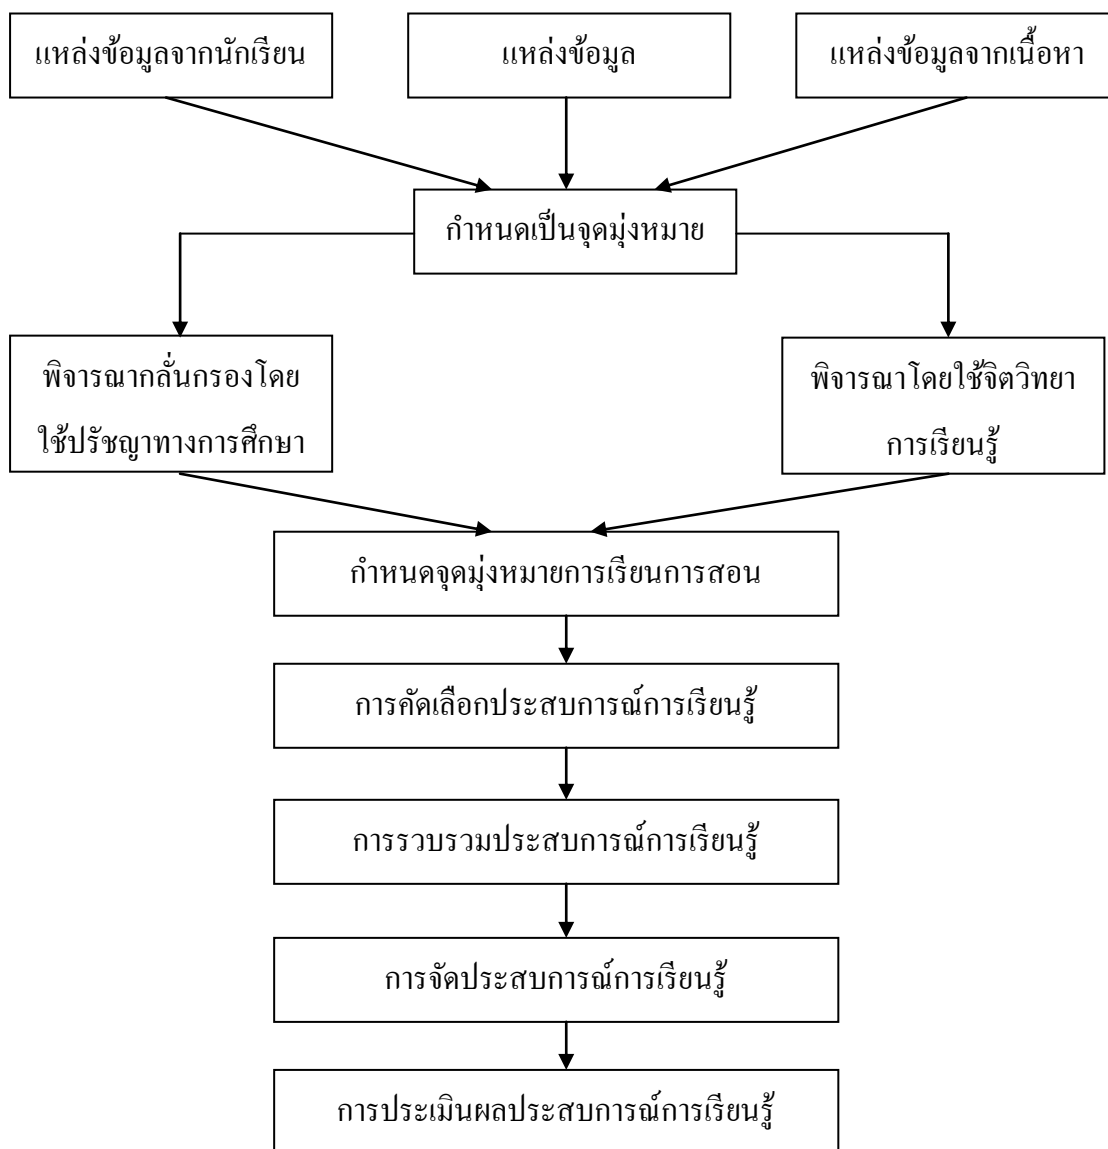 แหล่งข้อมูลจากนักเรียน
แหล่งข้อมูล
แหล่งข้อมูลจากเนื้อหา
กำหนดเป็นจุดมุ่งหมาย
พิจารณากลั่นกรองโดย
ใช้ปรัชญาทางการศึกษา
พิจารณาโดยใช้จิตวิทยา
การเรียนรู้
กำหนดจุดมุ่งหมายการเรียนการสอน
การคัดเลือกประสบการณ์การเรียนรู้
การรวบรวมประสบการณ์การเรียนรู้
การจัดประสบการณ์การเรียนรู้
การประเมินผลประสบการณ์การเรียนรู้